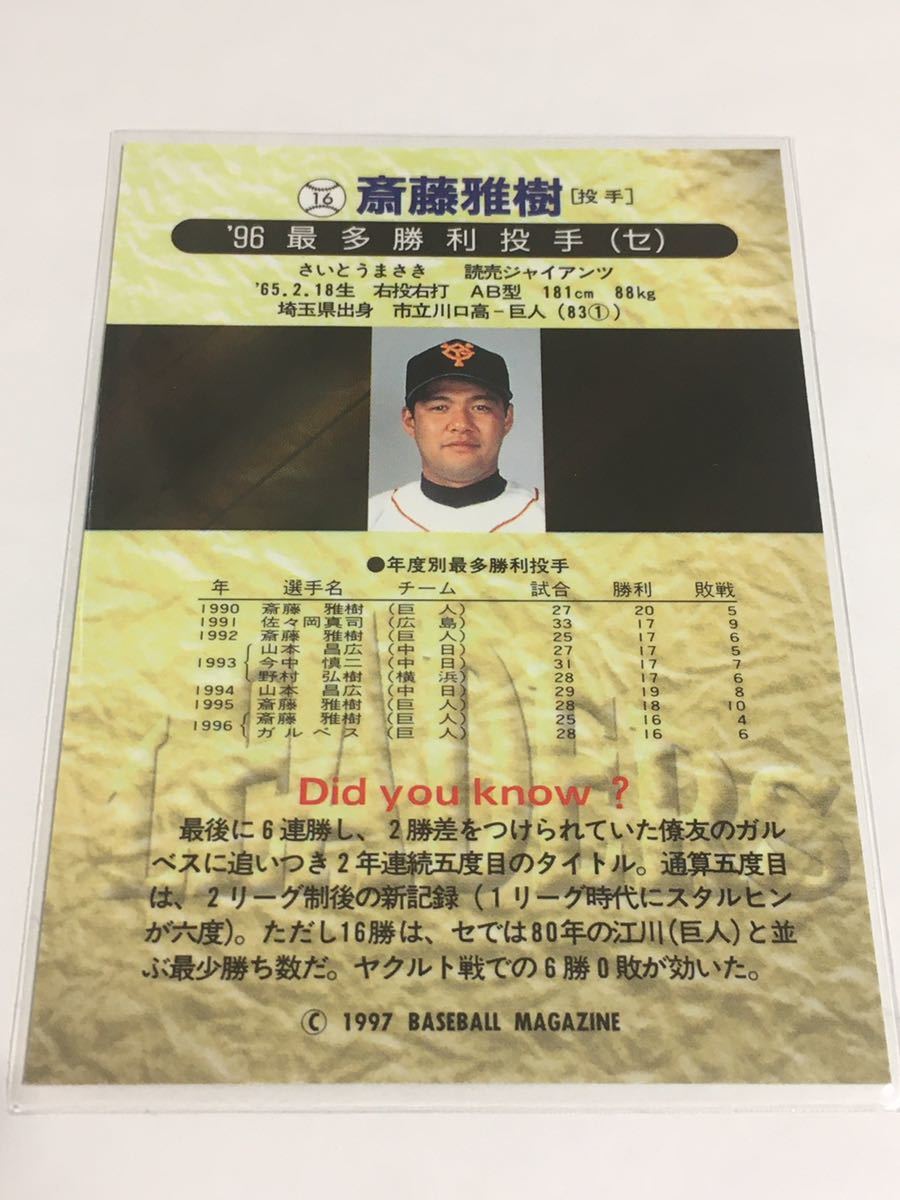 16 斎藤雅樹 [投手]
'96 最多勝利投手(セ)
さいとうまさき 読売ジャイアンツ
'65.2.18生 右投右打 AB型 181cm 88kg
埼玉県出身 市立川口高-巨人(83①)
●年度別最多勝利投手
年 選手名 チーム 試合 勝利 敗戦
1990 斎藤 雅樹 (巨 人) 27 20 5
1991 佐々岡真司 (広 島) 33 17 9
1992 斎藤 雅樹 (巨 人) 25 17 6
山本 昌広 (中 日) 27 17 5
1993 { 今中 慎二 (中 日) 31 17 7
野村 弘樹 (横 浜) 28 17 6
1994 山本 昌広 (中 日) 29 19 8
1995 斎藤 雅樹 (巨 人) 28 18 10
1996 { 斎藤 雅樹 (巨 人) 25 16 4
ガルベス (巨 人) 28 16 6
LEADERS
Did you know ?
最後に6連勝し、2勝差をつけられていた僚友のガル
ベスに追いつき2年連続五度目のタイトル。通算五度目
は、2リーグ制後の新記録(1リーグ時代にスタルヒン
が六度)。ただし16勝は、セでは80年の江川(巨人)と並
ぶ最少勝ち数だ。ヤクルト戦での6勝0敗が効いた。
© 1997 BASEBALL MAGAZINE